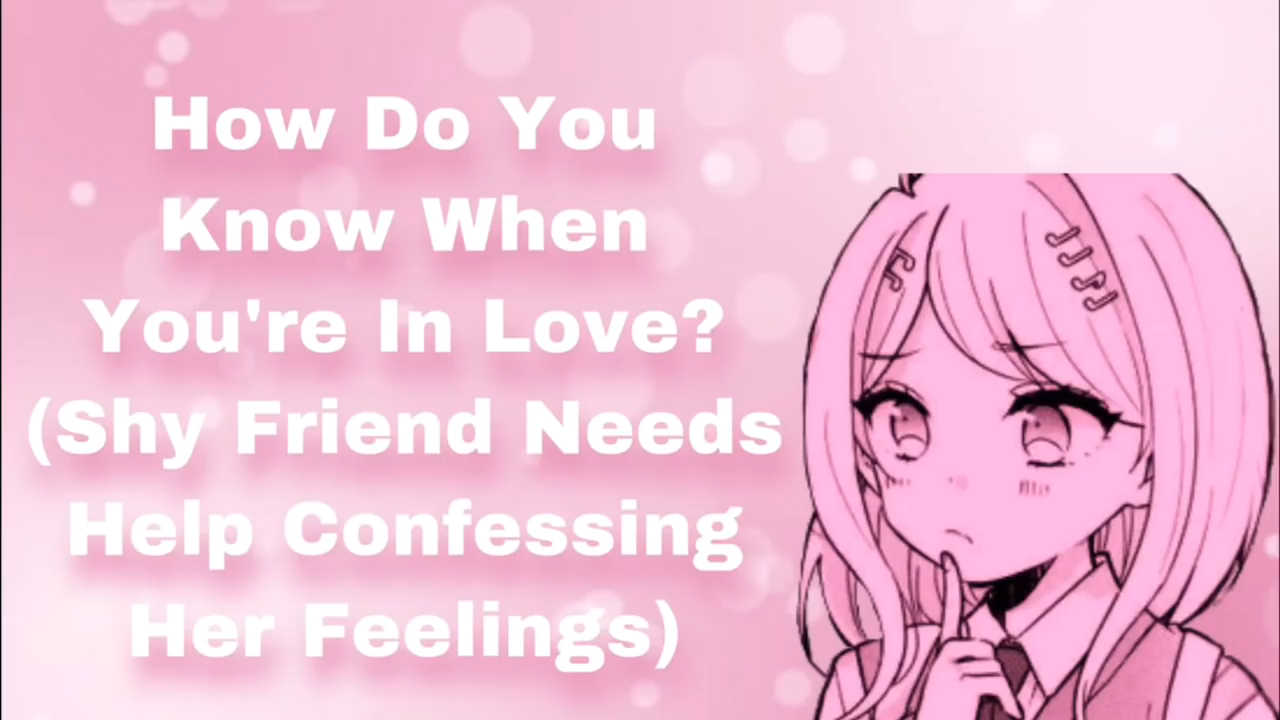 How Do You
Know When
You're In Love?
(Shy Friend Needs
Help Confessing
Her Feelings)